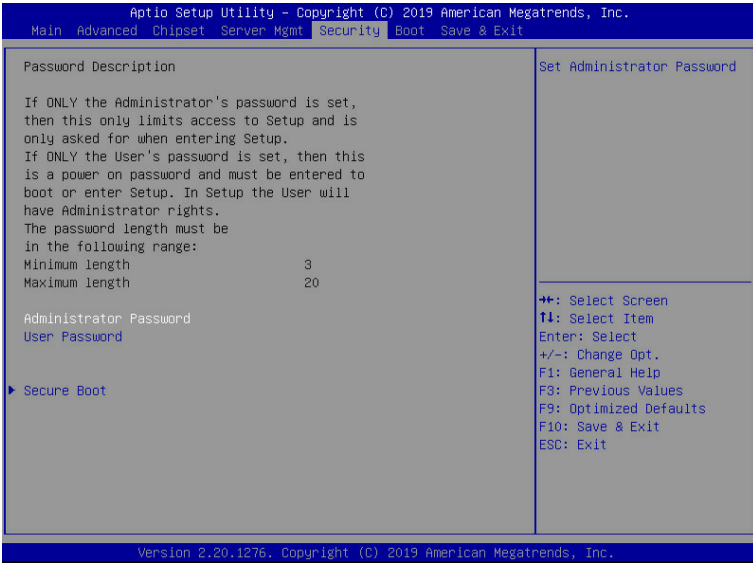 Aptio Setup Utility – Copyright (C) 2019 American Megatrends, Inc.
Main Advanced Chipset Server Mgmt Security Boot Save & Exit
Password Description
If ONLY the Administrator's password is set,
then this only limits access to Setup and is
only asked for when entering Setup.
If ONLY the User's password is set, then this
is a power on password and must be entered to
boot or enter Setup. In Setup the User will
have Administrator rights.
The password length must be
in the following range:
Minimum length 3
Maximum length 20
Administrator Password
User Password
Secure Boot
Set Administrator Password
→←: Select Screen
↑↓: Select Item
Enter: Select
+/-: Change Opt.
F1: General Help
F3: Previous Values
F9: Optimized Defaults
F10: Save & Exit
ESC: Exit
Version 2.20.1276. Copyright (C) 2019 American Megatrends, Inc.